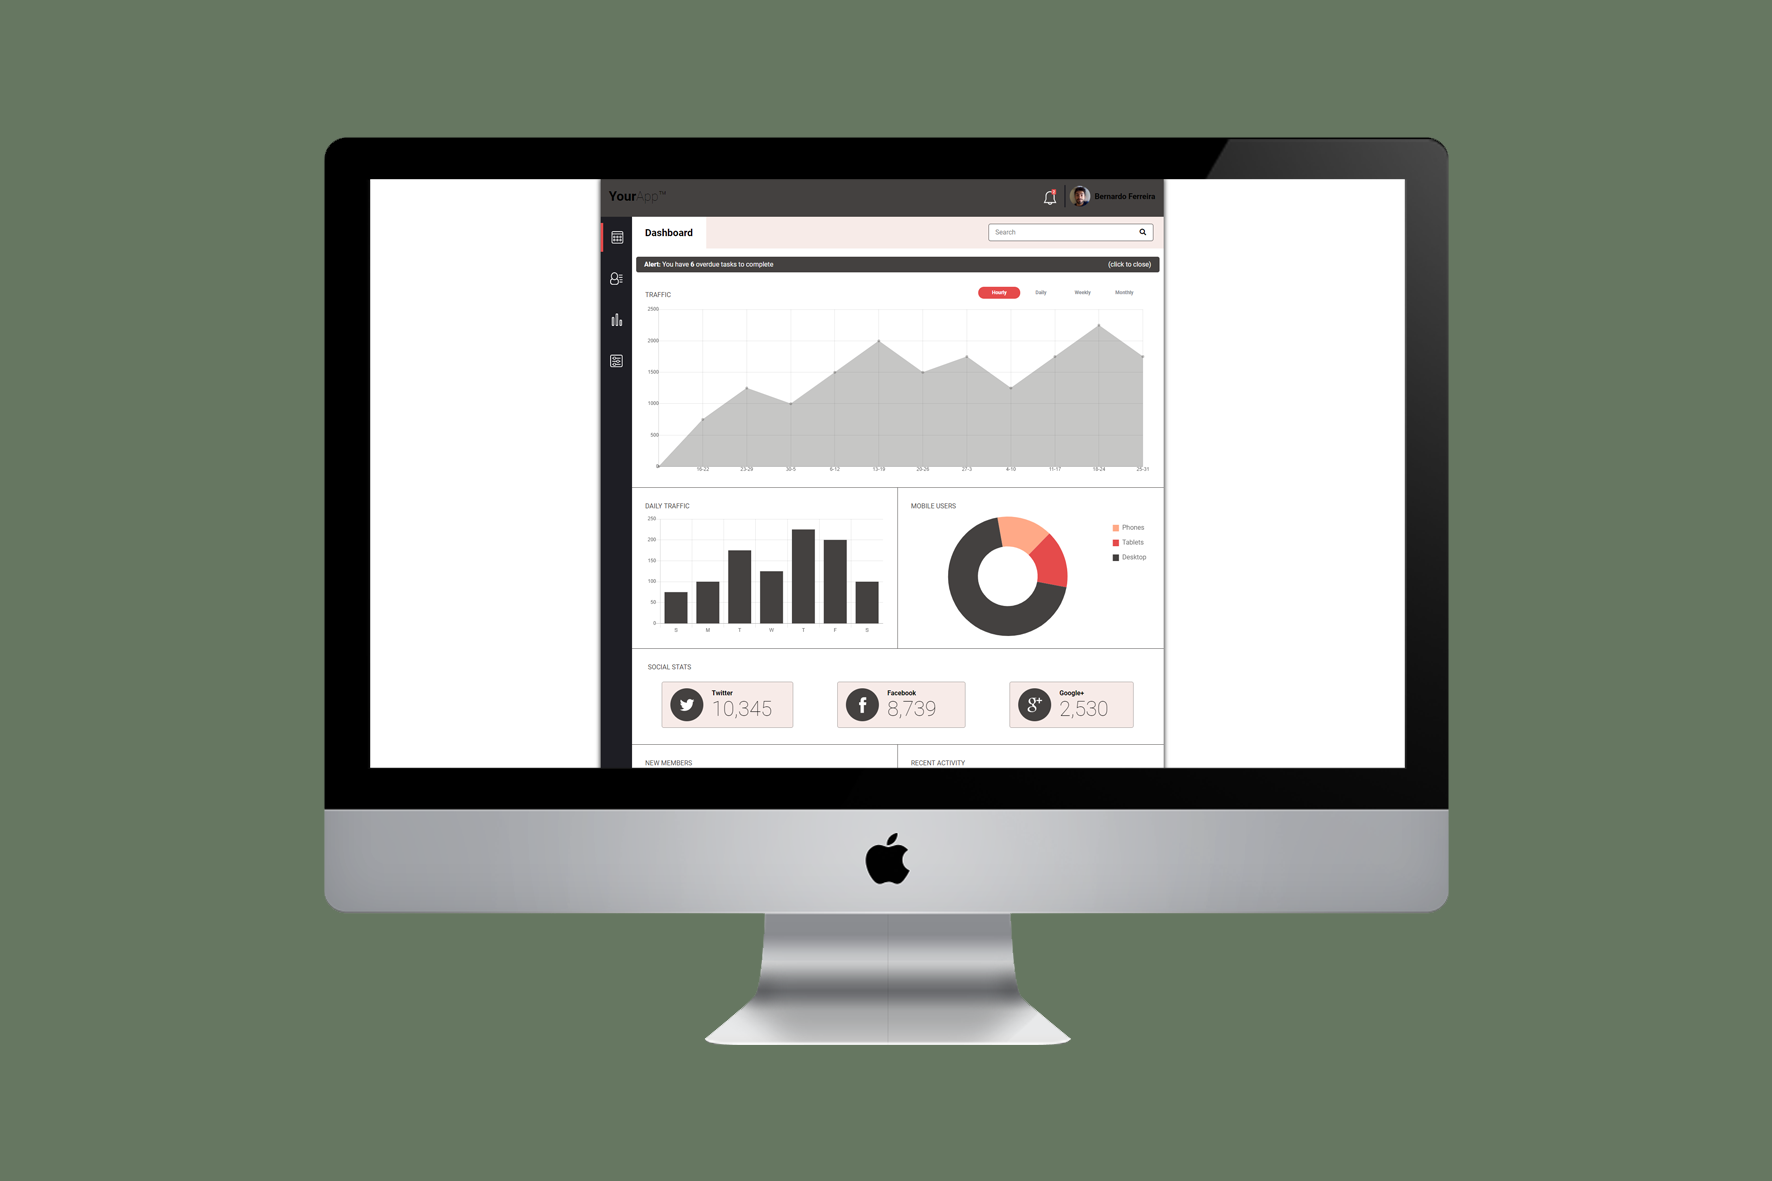 YourApp™
Bernardo Ferreira
Dashboard
Search
Alert: You have 6 overdue tasks to complete
(click to close)
TRAFFIC
Hourly
Daily
Weekly
Monthly
2500
2000
1500
1000
500
0
16-22
23-29
30-5
6-12
13-19
20-26
27-3
4-10
11-17
18-24
25-31
DAILY TRAFFIC
250
200
150
100
50
0
S
M
T
W
T
F
S
MOBILE USERS
Phones
Tablets
Desktop
SOCIAL STATS
Twitter
10,345
Facebook
8,739
Google+
2,530
NEW MEMBERS
RECENT ACTIVITY